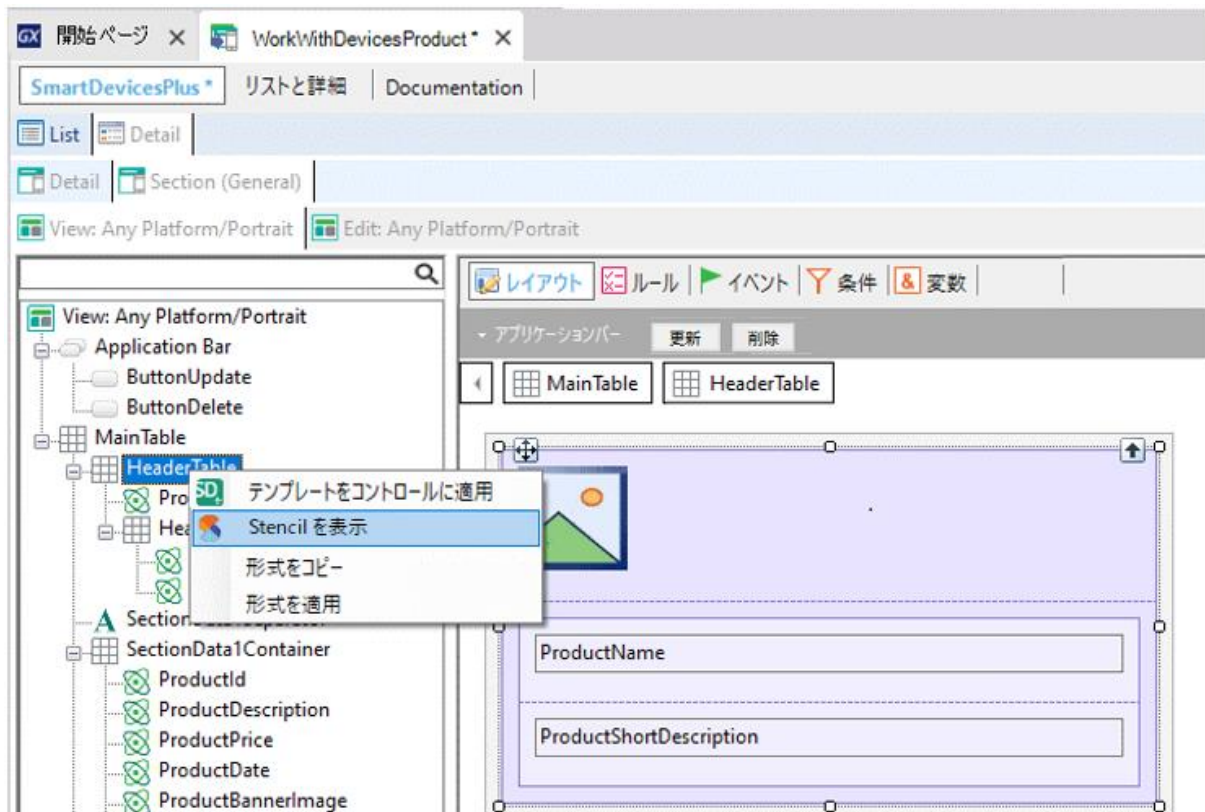 GX 開始ページ WorkWithDevicesProduct *
SmartDevicesPlus * リストと詳細 Documentation
List Detail
Detail Section (General)
View: Any Platform/Portrait Edit: Any Platform/Portrait
レイアウト ルール イベント 条件 & 変数
アプリケーションバー 更新 削除
MainTable HeaderTable
View: Any Platform/Portrait
Application Bar
ButtonUpdate
ButtonDelete
MainTable
HeaderTable
Pro
Hea
SD テンプレートをコントロールに適用
Stencil を表示
形式をコピー
形式を適用
A
SectionData1Container
ProductId
ProductDescription
ProductPrice
ProductDate
ProductBannerImage
ProductName
ProductShortDescription